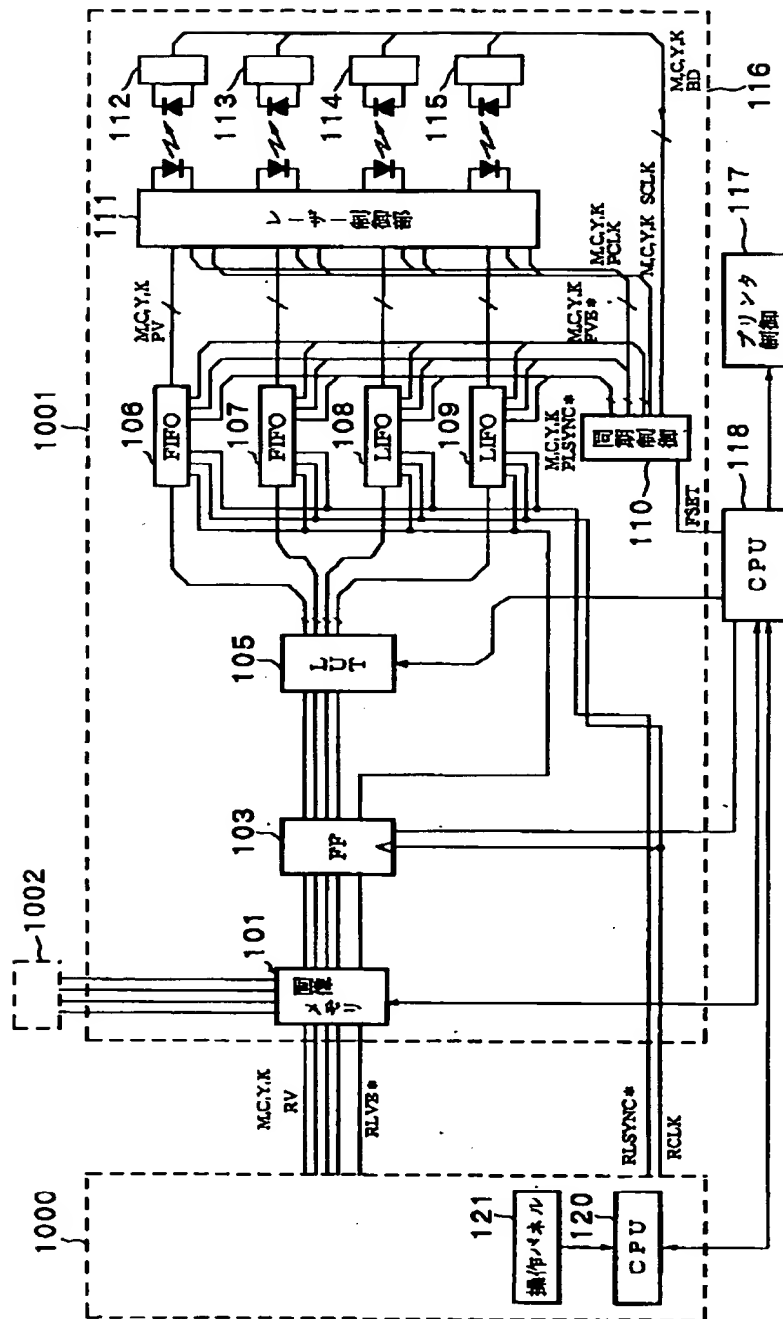 1000
121
操作パネル
120
CPU
1002
1001
M,C,Y,K
RV
RLVE*
RLSYNC*
RCLK
101
画像
メモリ
103
FF
105
LUT
106
FIFO
107
FIFO
108
LIFO
109
LIFO
M,C,Y,K
PV
M,C,Y,K
PLSYNC*
M,C,Y,K
PVE*
M,C,Y,K
PCLK
M,C,Y,K SCLK
M,C,Y,K
BD
110
同期制御
FSET
111
レーザー制御部
112
113
114
115
116
117
プリンタ
制御
118
CPU